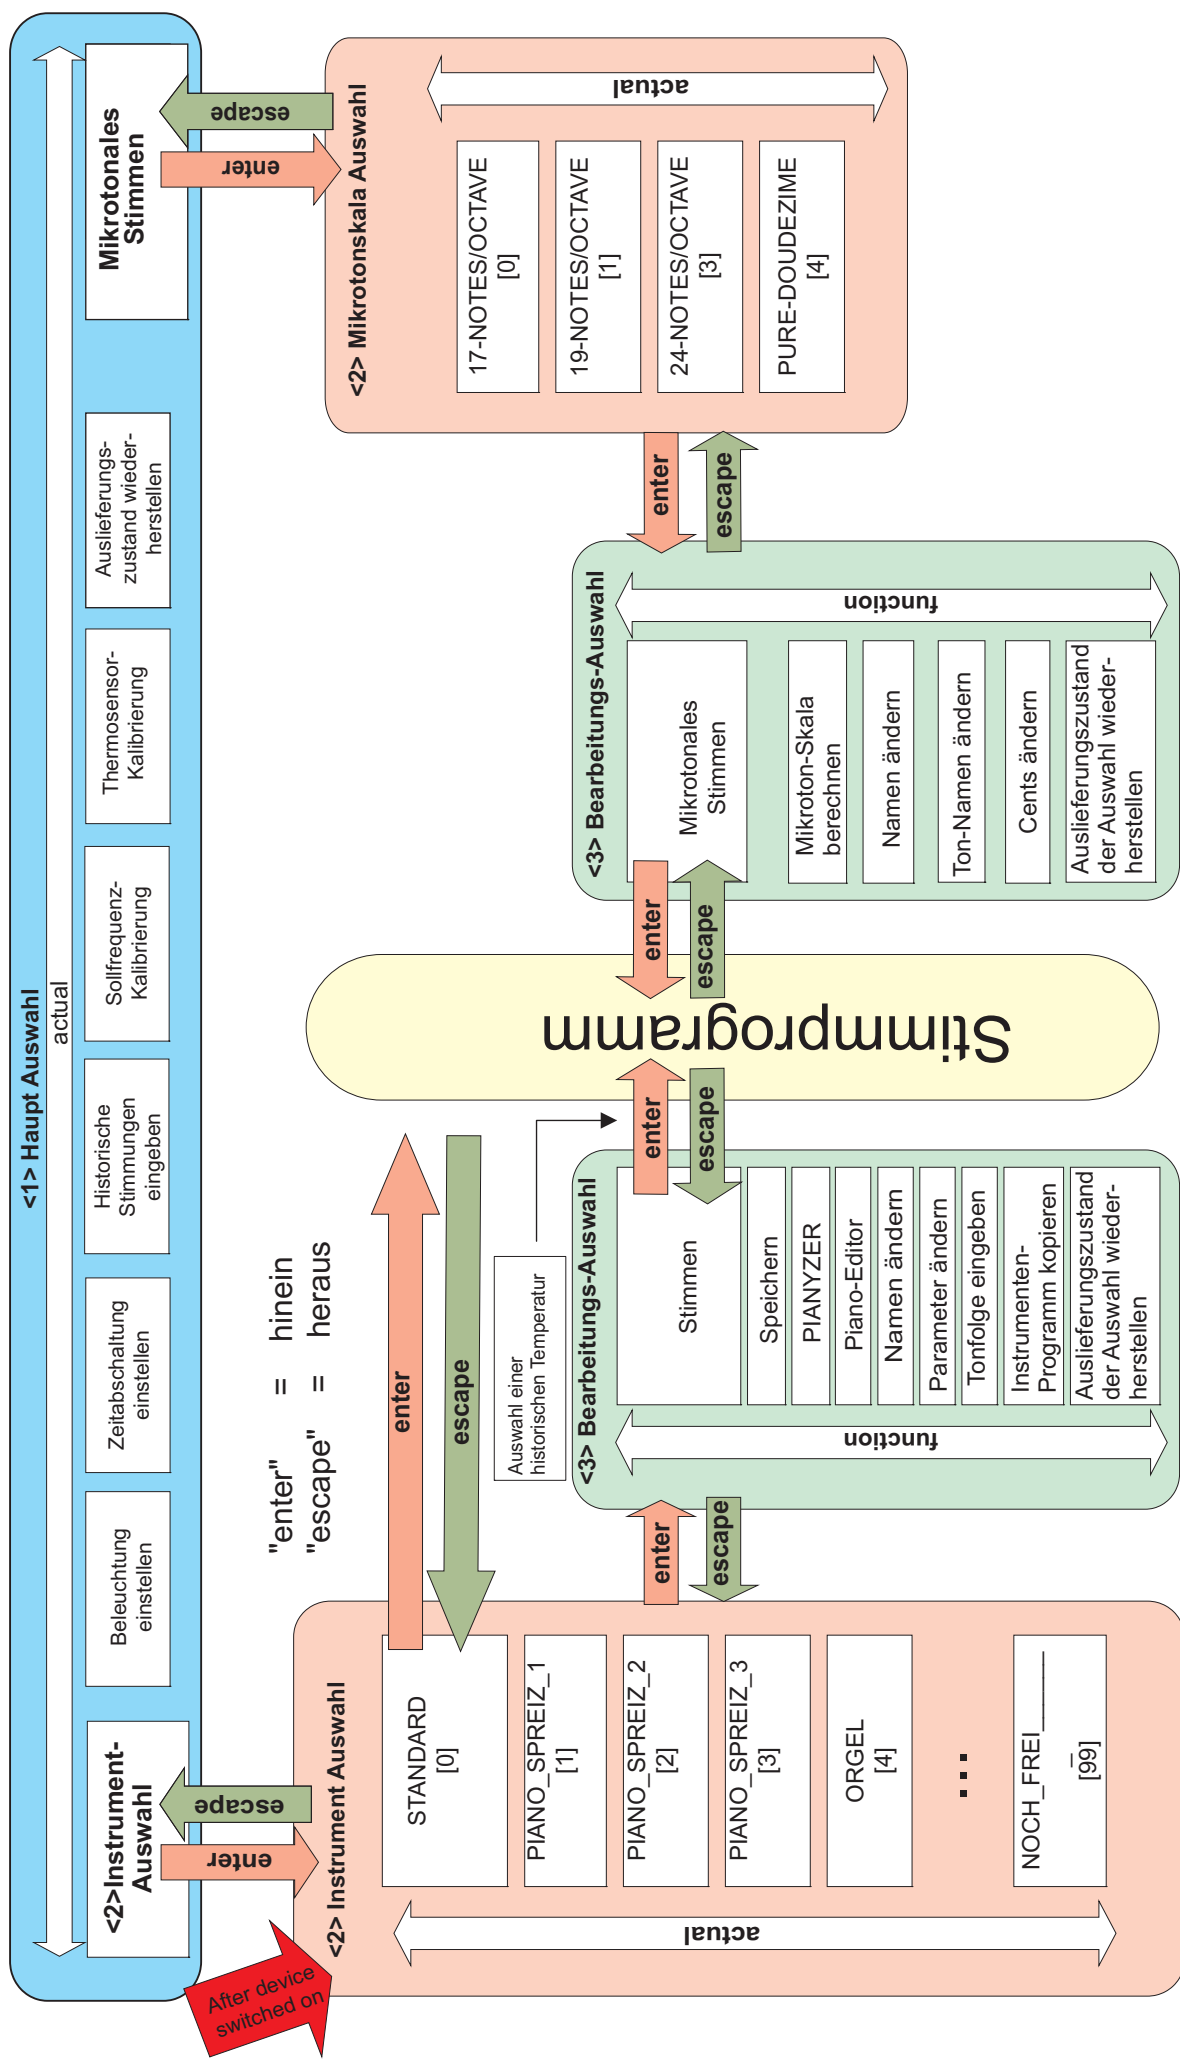 <1> Haupt Auswahl
actual
<2>Instrument-
Auswahl
Beleuchtung
einstellen
Zeitabschaltung
einstellen
Historische
Stimmungen
eingeben
Sollfrequenz-
Kalibrierung
Thermosensor-
Kalibrierung
Auslieferungs-
zustand wieder-
herstellen
Mikrotonales
Stimmen
enter
escape
enter
escape
After device
switched on
"enter" = hinein
"escape" = heraus
<2> Instrument Auswahl
actual
STANDARD
[0]
PIANO_SPREIZ_1
[1]
PIANO_SPREIZ_2
[2]
PIANO_SPREIZ_3
[3]
ORGEL
[4]
...
NOCH_FREI______
[99]
enter
escape
enter
escape
Auswahl einer
historischen Temperatur
<3> Bearbeitungs-Auswahl
function
Stimmen
Speichern
PIANYZER
Piano-Editor
Namen ändern
Parameter ändern
Tonfolge eingeben
Instrumenten-
Programm kopieren
Auslieferungszustand
der Auswahl wieder-
herstellen
enter
escape
Stimmprogramm
enter
escape
<3> Bearbeitungs-Auswahl
Mikrotonales
Stimmen
Mikroton-Skala
berechnen
Namen ändern
Ton-Namen ändern
Cents ändern
Auslieferungszustand
der Auswahl wieder-
herstellen
function
enter
escape
<2> Mikrotonskala Auswahl
17-NOTES/OCTAVE
[0]
19-NOTES/OCTAVE
[1]
24-NOTES/OCTAVE
[3]
PURE-DOUDEZIME
[4]
actual